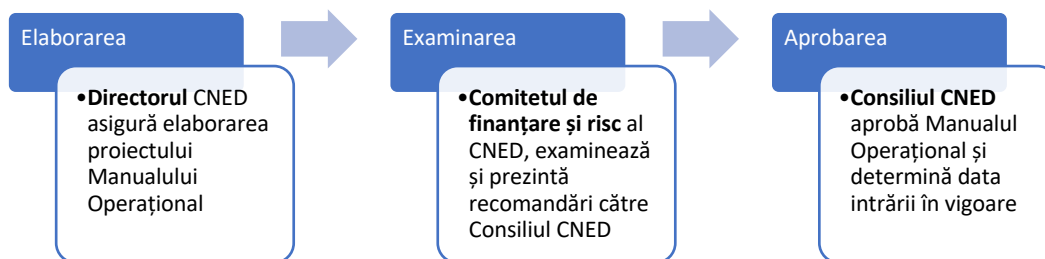 Elaborarea
•Directorul CNED
asigură elaborarea
proiectului
Manualului
Operațional
Examinarea
•Comitetul de
finanțare și risc al
CNED, examinează
și prezintă
recomandări către
Consiliul CNED
Aprobarea
•Consiliul CNED
aprobă Manualul
Operațional și
determină data
intrării în vigoare